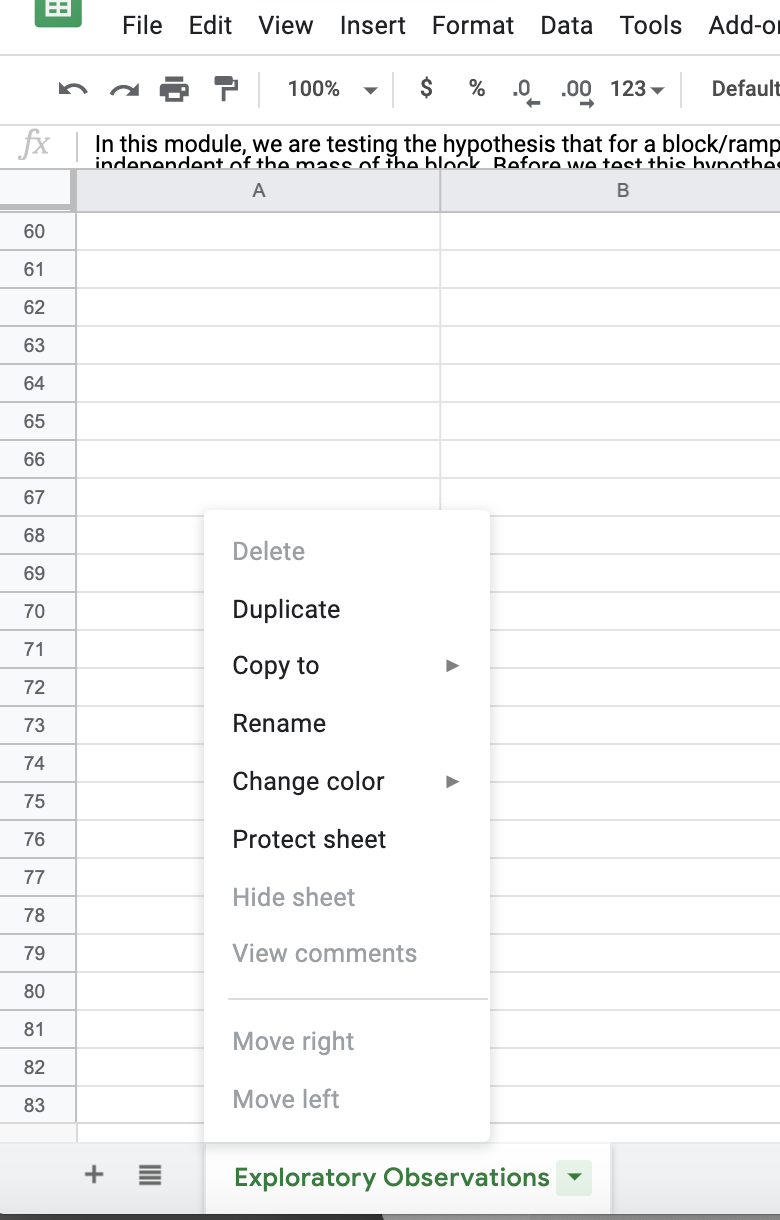 File Edit View Insert Format Data Tools Add-o
100% $ % .0 .00 123 Default
fx In this module, we are testing the hypothesis that for a block/ramp
independent of the mass of the block. Before we test this hypothes
A B
60
61
62
63
64
65
66
67
68
69
70
71
72
73
74
75
76
77
78
79
80
81
82
83
Delete
Duplicate
Copy to
Rename
Change color
Protect sheet
Hide sheet
View comments
Move right
Move left
+ Exploratory Observations